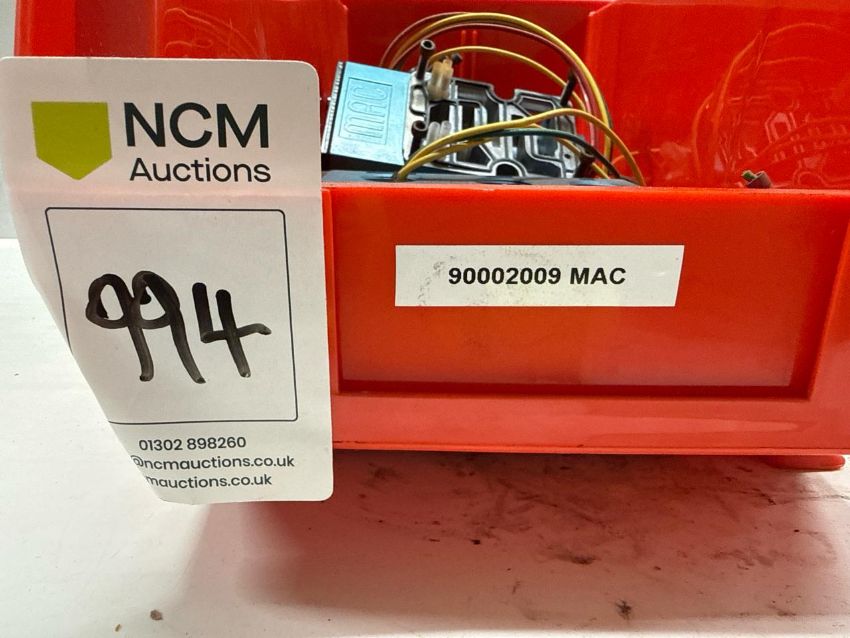 NCM
Auctions
994
01302 898260
@ncmauctions.co.uk
mauctions.co.uk
MAC
90002009 MAC